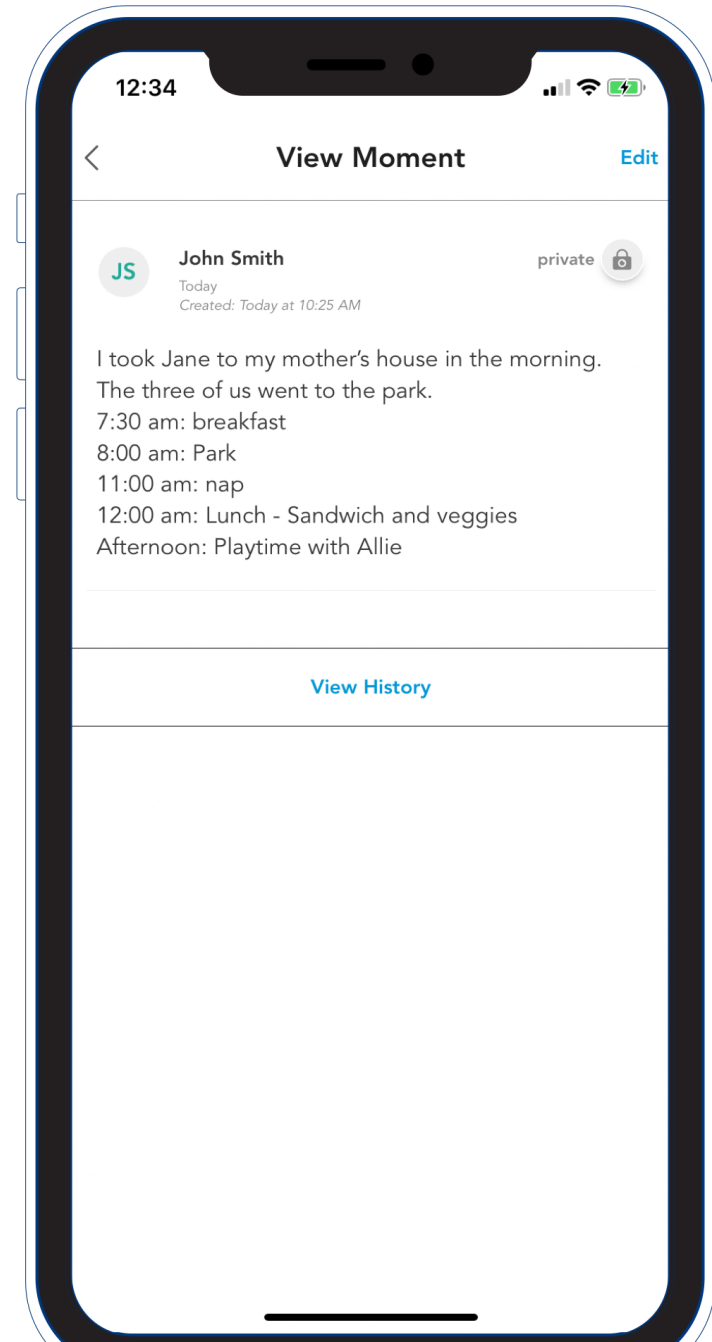 12:34
View Moment
Edit
JS
John Smith
private
Today
Created: Today at 10:25 AM
I took Jane to my mother’s house in the morning.
The three of us went to the park.
7:30 am: breakfast
8:00 am: Park
11:00 am: nap
12:00 am: Lunch - Sandwich and veggies
Afternoon: Playtime with Allie
View History